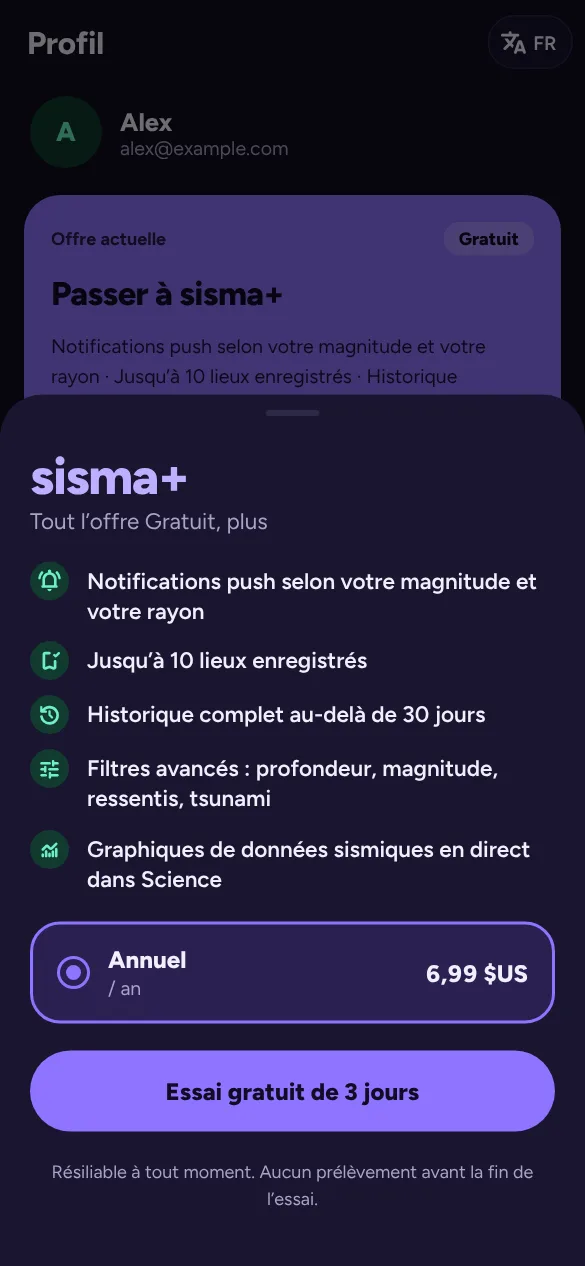 Profil
FR
A
Alex
alex@example.com
Offre actuelle
Gratuit
Passer à sisma+
Notifications push selon votre magnitude et votre
rayon · Jusqu’à 10 lieux enregistrés · Historique
sisma+
Tout l’offre Gratuit, plus
Notifications push selon votre magnitude et
votre rayon
Jusqu’à 10 lieux enregistrés
Historique complet au-delà de 30 jours
Filtres avancés : profondeur, magnitude,
ressentis, tsunami
Graphiques de données sismiques en direct
dans Science
Annuel
/ an
6,99 $US
Essai gratuit de 3 jours
Résiliable à tout moment. Aucun prélèvement avant la fin de
l’essai.